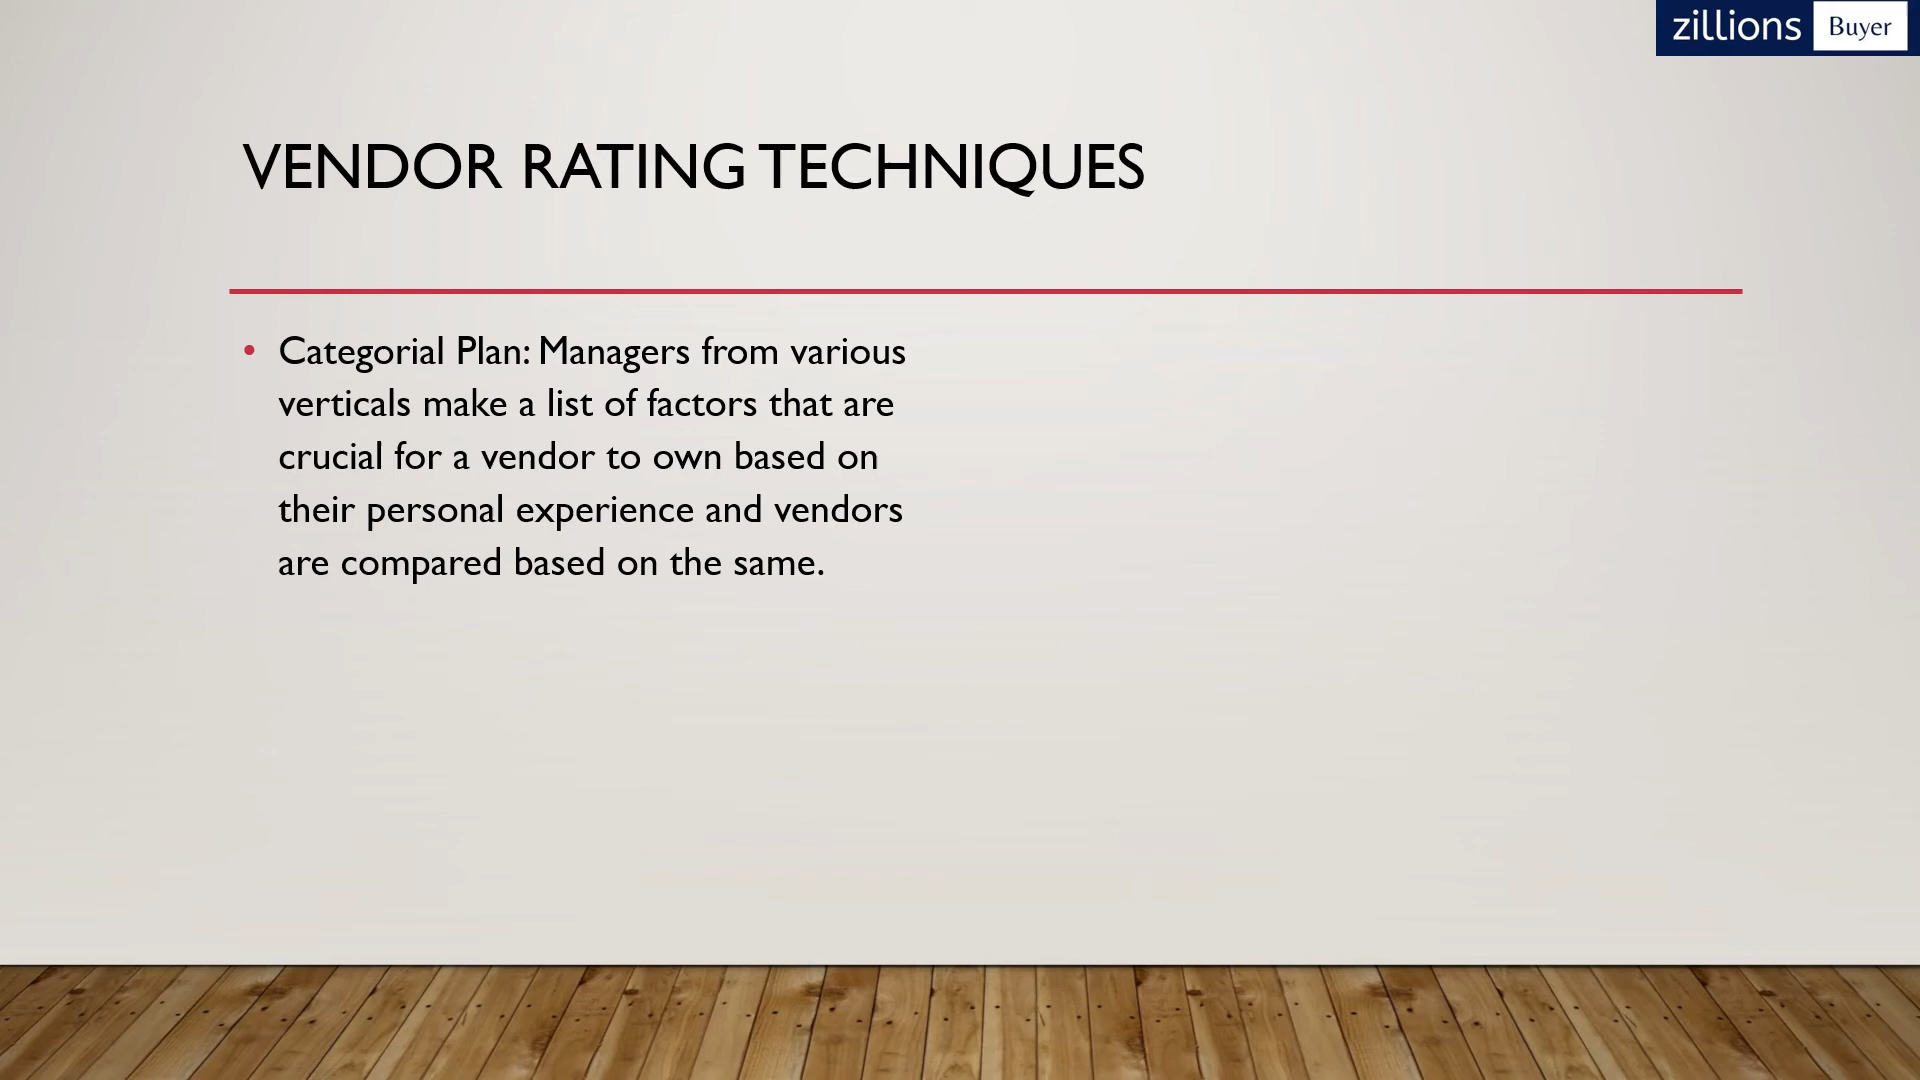 zillions Buyer
VENDOR RATING TECHNIQUES
• Categorial Plan: Managers from various
verticals make a list of factors that are
crucial for a vendor to own based on
their personal experience and vendors
are compared based on the same.